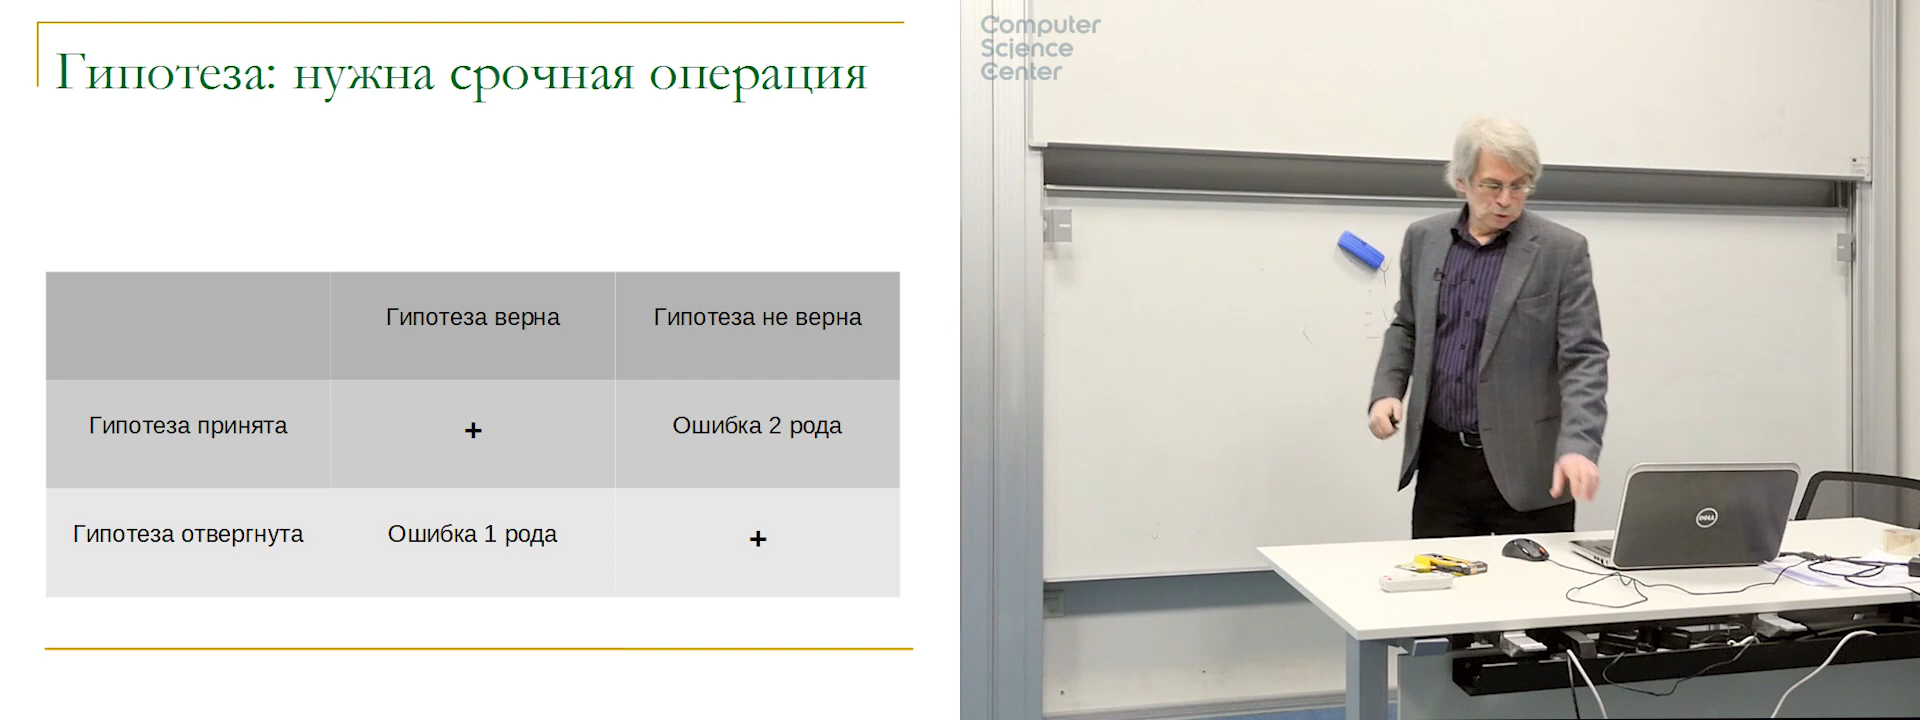 Гипотеза: нужна срочная операция
Гипотеза верна
Гипотеза не верна
Гипотеза принята
+
Ошибка 2 рода
Гипотеза отвергнута
Ошибка 1 рода
+
Computer
Science
Center
DELL